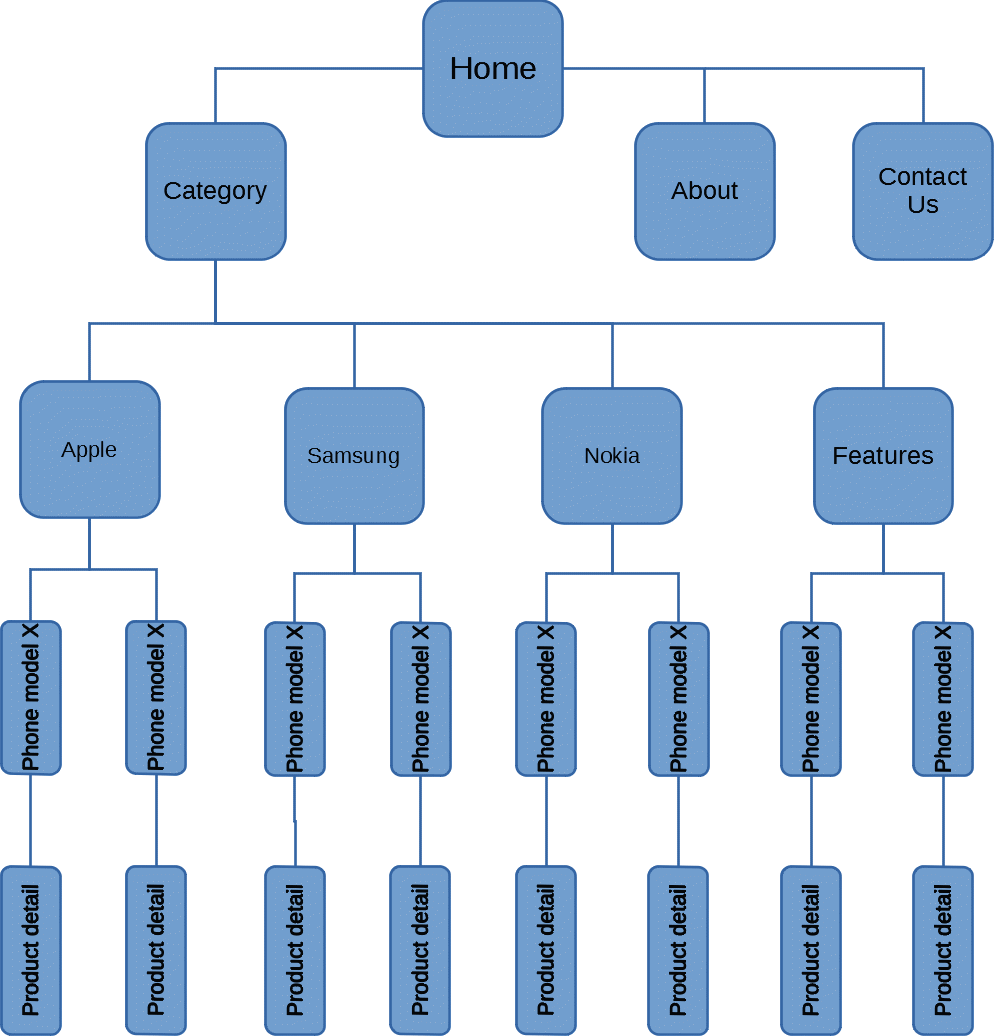 Home
Category
About
Contact
Us
Apple
Samsung
Nokia
Features
Phone model X
Phone model X
Phone model X
Phone model X
Phone model X
Phone model X
Phone model X
Phone model X
Product detail
Product detail
Product detail
Product detail
Product detail
Product detail
Product detail
Product detail